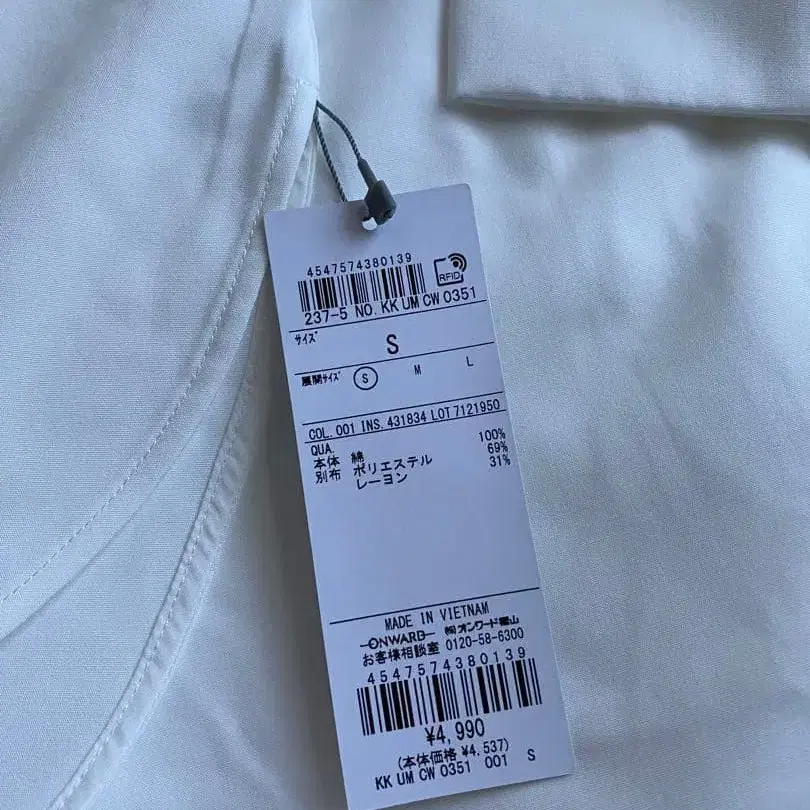 4547574380139
RFID
237-5 NO. KK UM CW 0351
サイズ S
展開サイズ S M L
COL. 001 INS. 431834 LOT 7121950
QUA.
本体 綿 100%
別布 ポリエステル 69%
レーヨン 31%
MADE IN VIETNAM
ONWARD ㈱オンワード樫山
お客様相談室 0120-58-6300
4547574380139
¥4,990
(本体価格 ¥4,537)
KK UM CW 0351 001 S